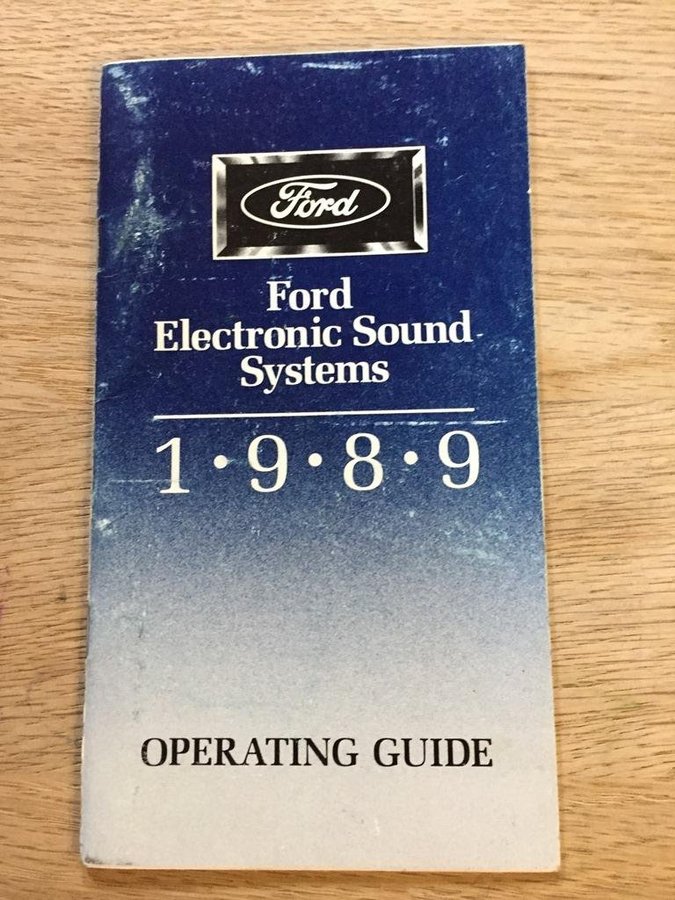 Ford
Ford
Electronic Sound
Systems
1•9•8•9
OPERATING GUIDE